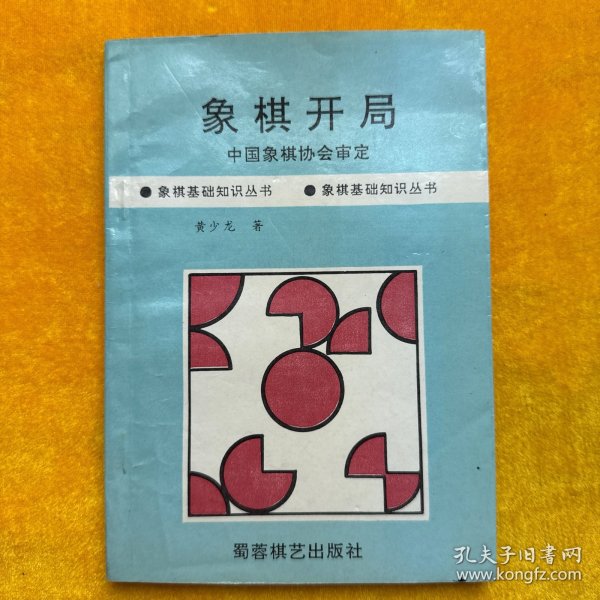 象棋开局
中国象棋协会审定
●象棋基础知识丛书 ●象棋基础知识丛书
黄少龙 著
蜀蓉棋艺出版社
孔夫子旧书网
www.kongfz.com